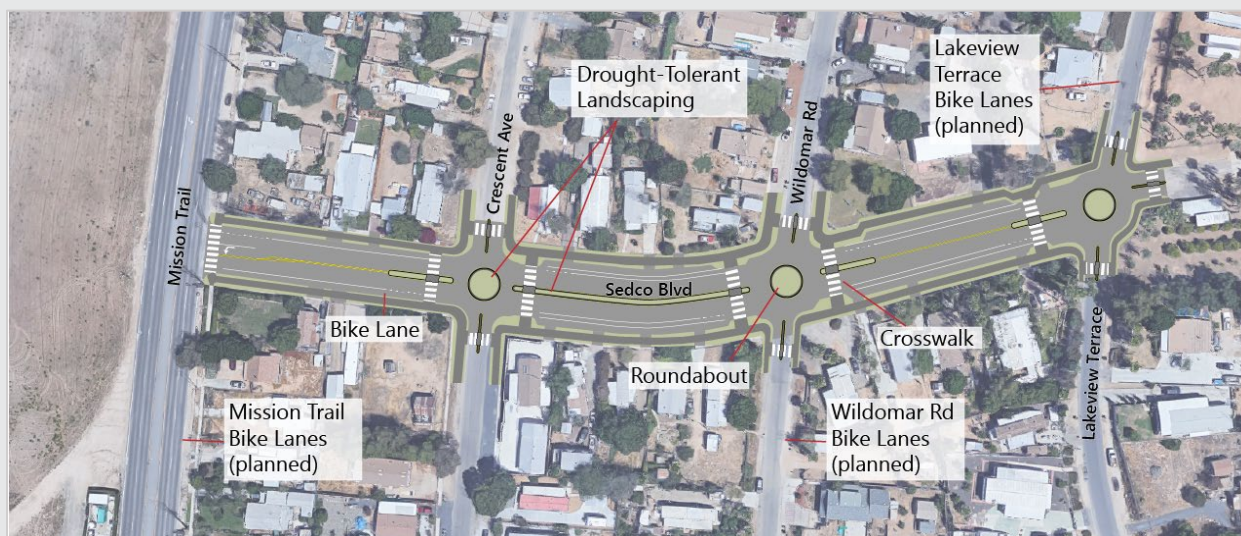 Drought-Tolerant
Landscaping
Lakeview
Terrace
Bike Lanes
(planned)
Crescent Ave
Wildomar Rd
Mission Trail
Sedco Blvd
Bike Lane
Crosswalk
Roundabout
Lakeview Terrace
Mission Trail
Bike Lanes
(planned)
Wildomar Rd
Bike Lanes
(planned)